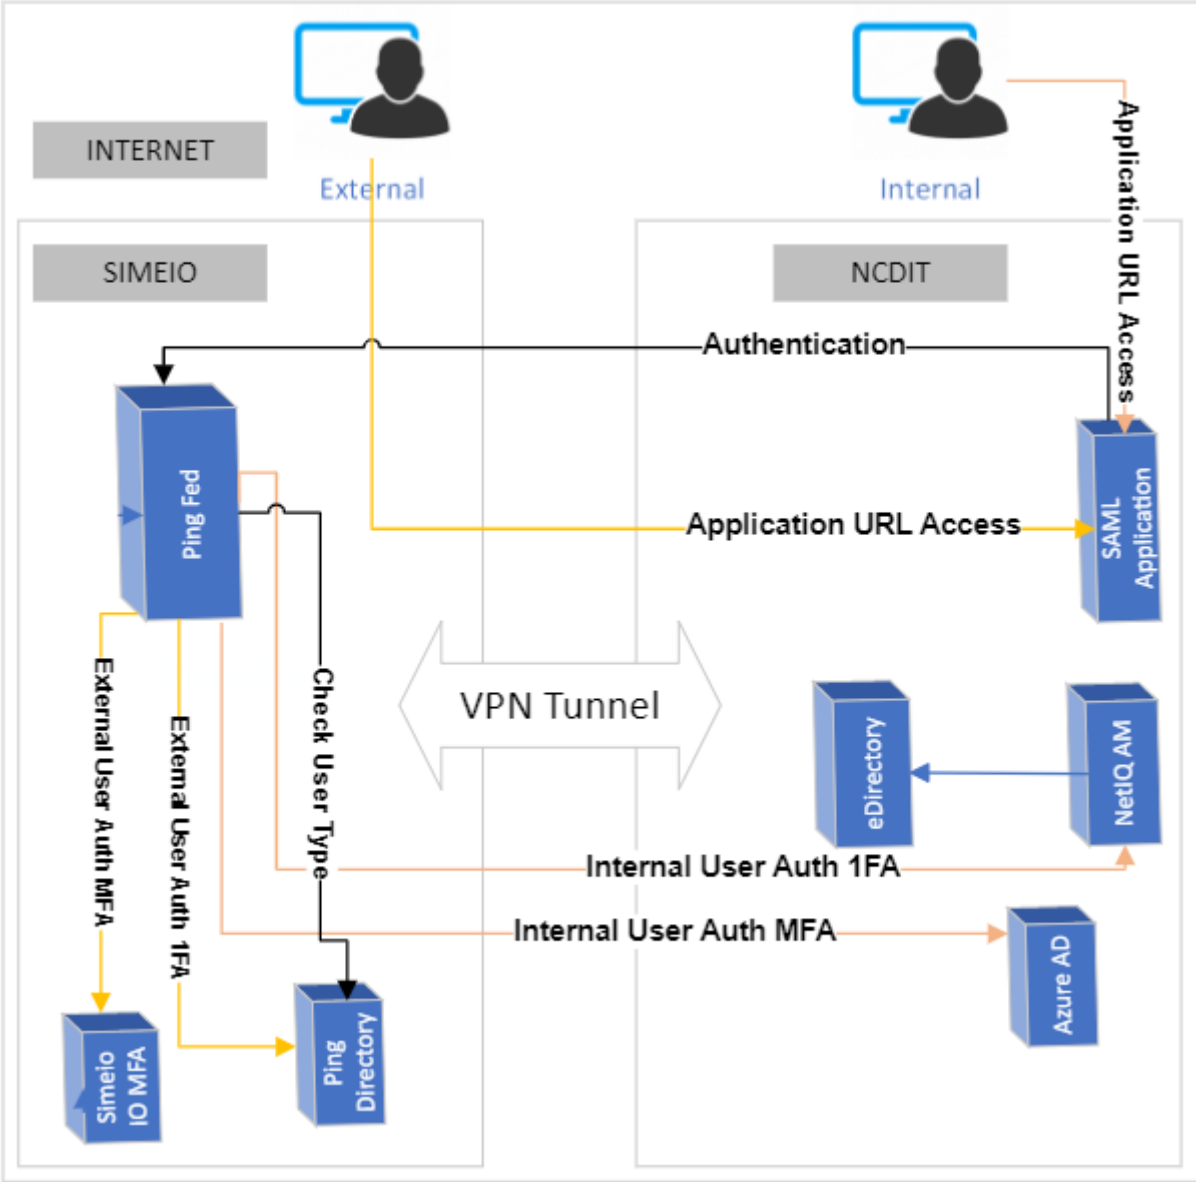 INTERNET
External
Internal
SIMEIO
NCDIT
Application URL Access
Authentication
Ping Fed
SAML
Application
Application URL Access
VPN Tunnel
External User Auth MFA
External User Auth 1FA
Check User Type
eDirectory
NetIQ AM
Internal User Auth 1FA
Internal User Auth MFA
Azure AD
Simeio
IO MFA
Ping
Directory